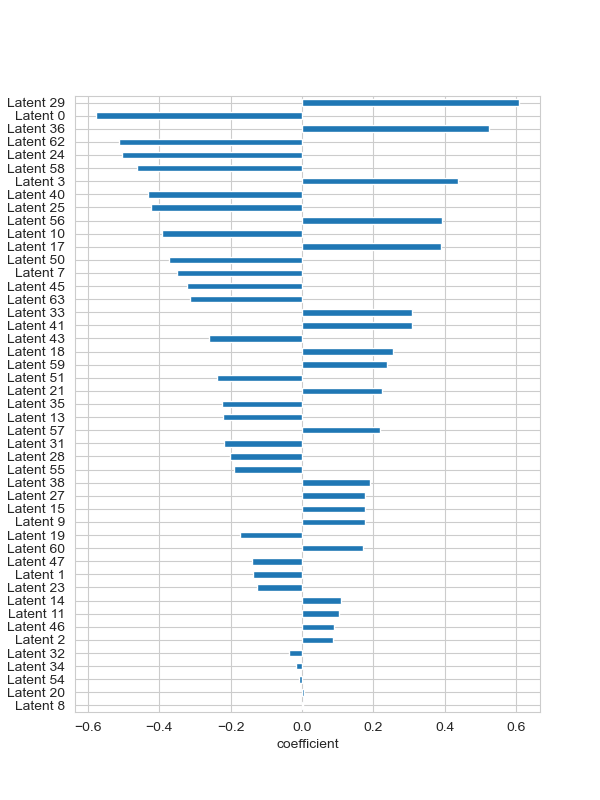 Latent 29
Latent 0
Latent 36
Latent 62
Latent 24
Latent 58
Latent 3
Latent 40
Latent 25
Latent 56
Latent 10
Latent 17
Latent 50
Latent 7
Latent 45
Latent 63
Latent 33
Latent 41
Latent 43
Latent 18
Latent 59
Latent 51
Latent 21
Latent 35
Latent 13
Latent 57
Latent 31
Latent 28
Latent 55
Latent 38
Latent 27
Latent 15
Latent 9
Latent 19
Latent 60
Latent 47
Latent 1
Latent 23
Latent 14
Latent 11
Latent 46
Latent 2
Latent 32
Latent 34
Latent 54
Latent 20
Latent 8
−0.6 −0.4 −0.2 0.0 0.2 0.4 0.6
coefficient